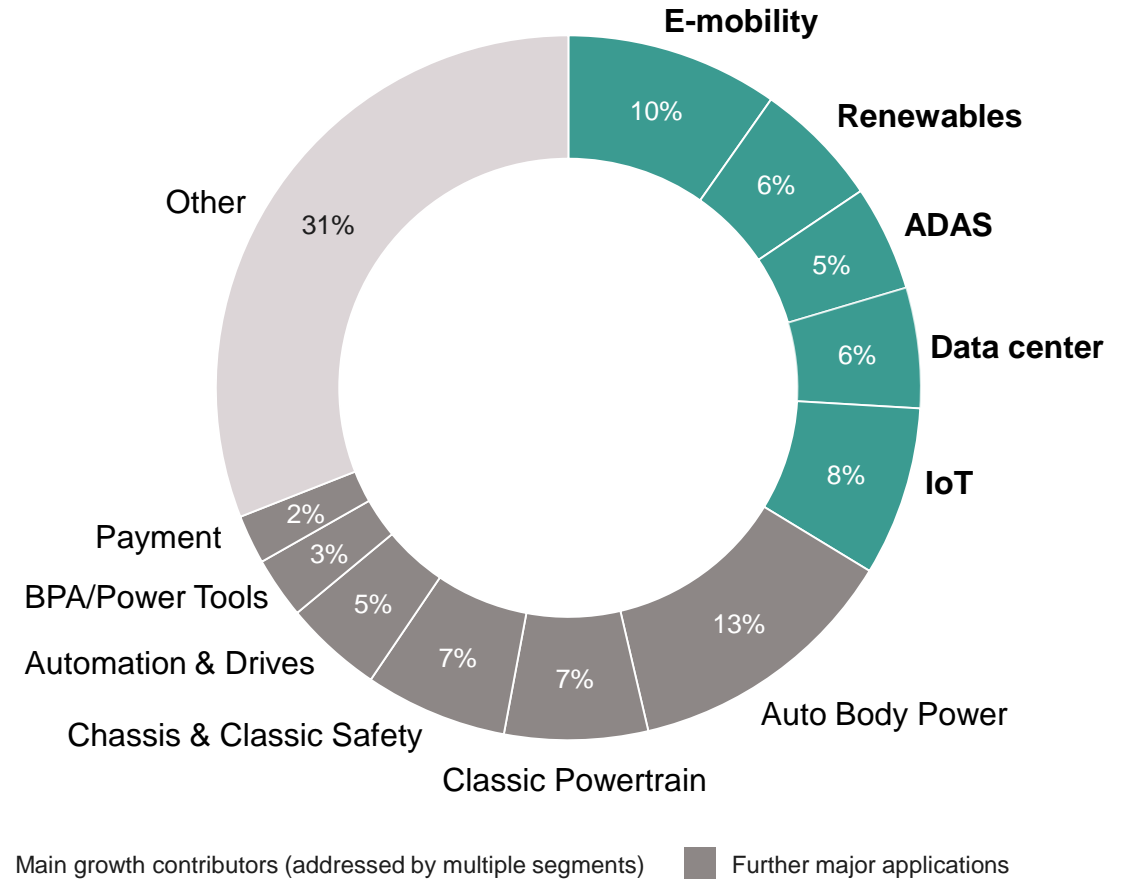 E-mobility
10%
Renewables
6%
ADAS
5%
Data center
6%
IoT
8%
Auto Body Power
13%
Classic Powertrain
7%
Chassis & Classic Safety
7%
Automation & Drives
5%
BPA/Power Tools
3%
Payment
2%
Other
31%
Main growth contributors (addressed by multiple segments)
Further major applications